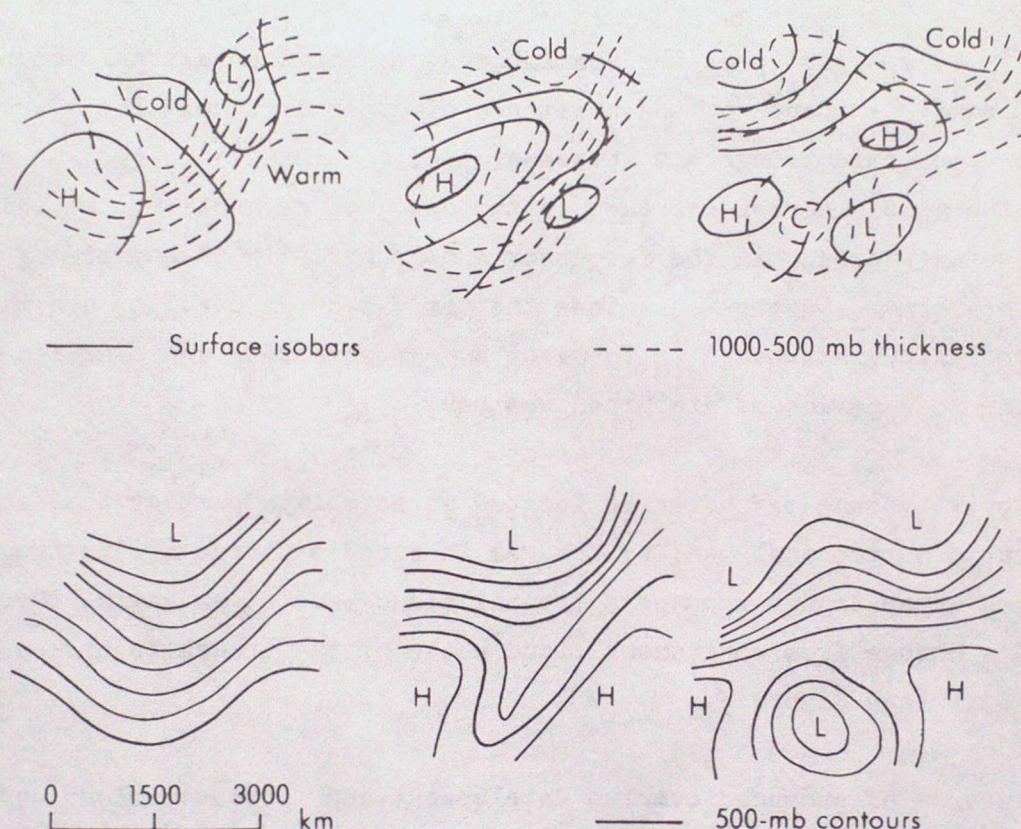 Cold L Warm H
Cold H L
Cold Cold H H L
Surface isobars 1000-500 mb thickness
L
L H H
L L H H L
0 1500 3000
km
500-mb contours